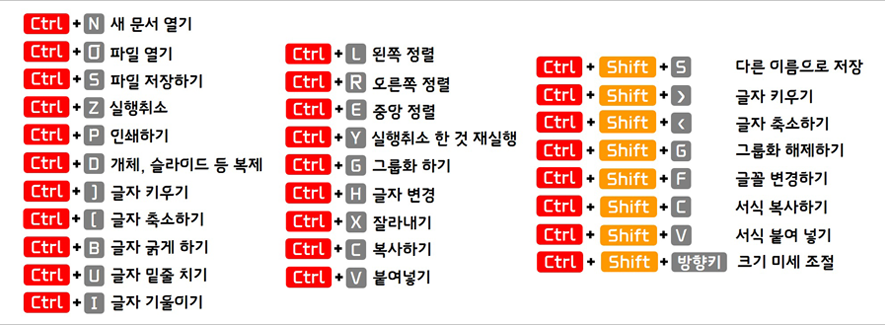 Ctrl + N 새 문서 열기
Ctrl + O 파일 열기
Ctrl + S 파일 저장하기
Ctrl + Z 실행취소
Ctrl + P 인쇄하기
Ctrl + D 개체, 슬라이드 등 복제
Ctrl + ] 글자 키우기
Ctrl + [ 글자 축소하기
Ctrl + B 글자 굵게 하기
Ctrl + U 글자 밑줄 치기
Ctrl + I 글자 기울이기
Ctrl + L 왼쪽 정렬
Ctrl + R 오른쪽 정렬
Ctrl + E 중앙 정렬
Ctrl + Y 실행취소 한 것 재실행
Ctrl + G 그룹화 하기
Ctrl + H 글자 변경
Ctrl + X 잘라내기
Ctrl + C 복사하기
Ctrl + V 붙여넣기
Ctrl + Shift + S 다른 이름으로 저장
Ctrl + Shift + > 글자 키우기
Ctrl + Shift + < 글자 축소하기
Ctrl + Shift + G 그룹화 해제하기
Ctrl + Shift + F 글꼴 변경하기
Ctrl + Shift + C 서식 복사하기
Ctrl + Shift + V 서식 붙여 넣기
Ctrl + Shift + 방향키 크기 미세 조절